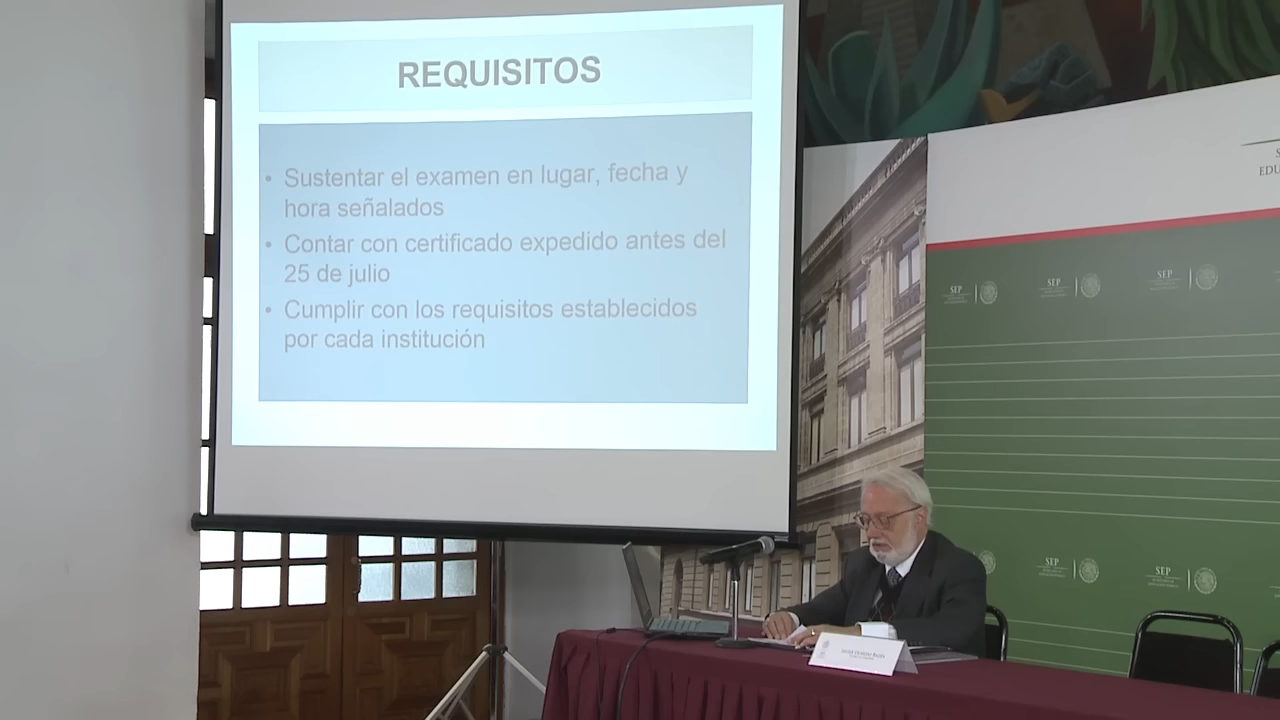 REQUISITOS
• Sustentar el examen en lugar, fecha y
hora señalados
• Contar con certificado expedido antes del
25 de julio
• Cumplir con los requisitos establecidos
por cada institución
EDU
SEP
SEP
SEP
SEP
SEP